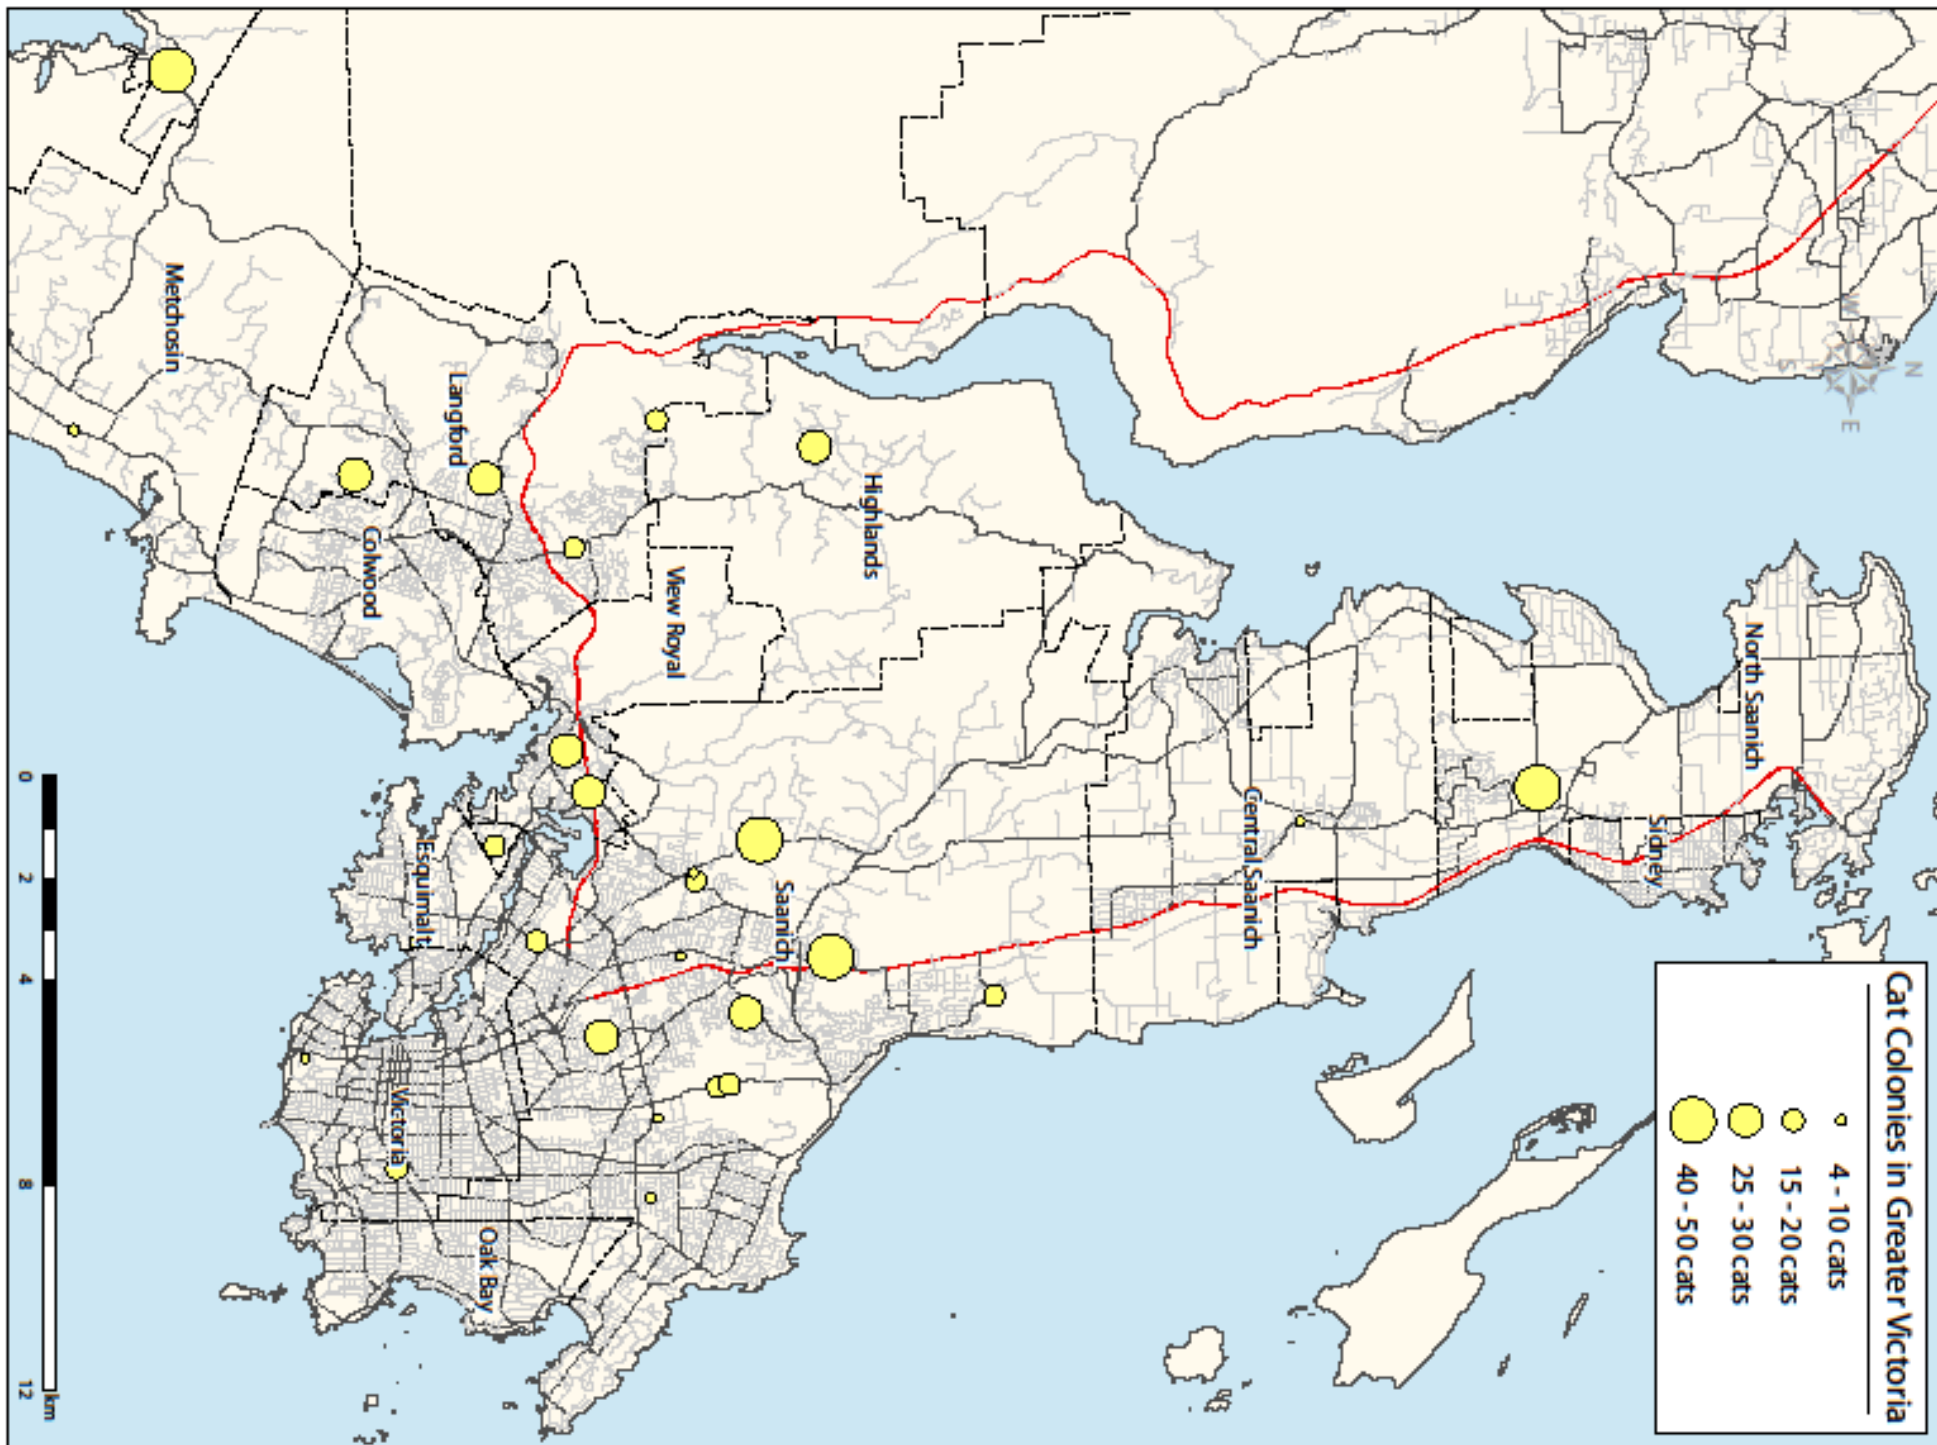 Cat Colonies in Greater Victoria
4 - 10 cats
15 - 20 cats
25 - 30 cats
40 - 50 cats
N
W
E
S
North Saanich
Sidney
Central Saanich
Highlands
Saanich
View Royal
Langford
Oak Bay
Esquimalt
Victoria
Colwood
Metchosin
0
2
4
8
12
km